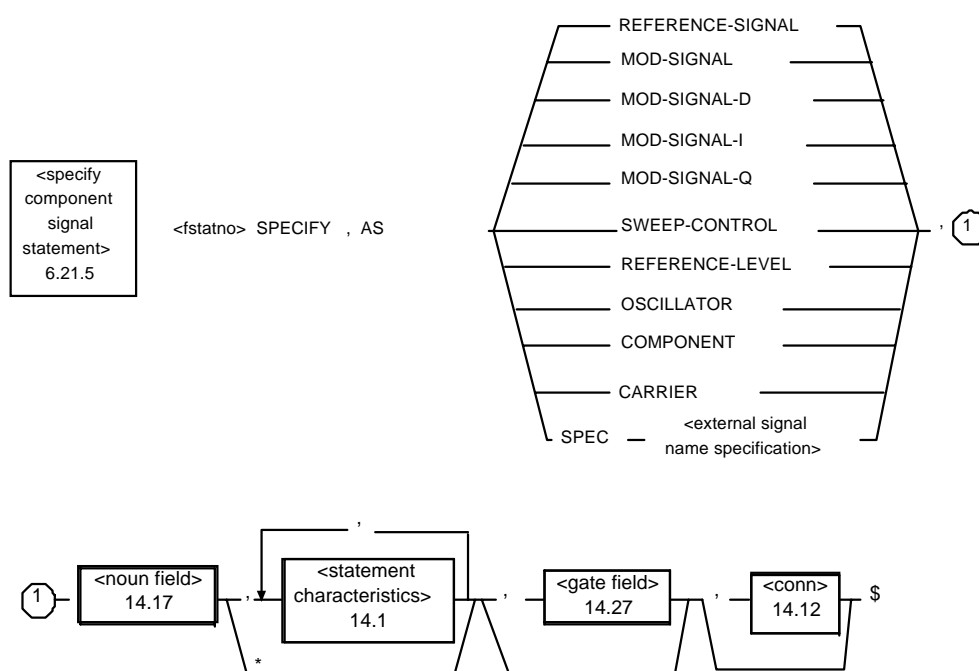 REFERENCE-SIGNAL
MOD-SIGNAL
MOD-SIGNAL-D
MOD-SIGNAL-I
MOD-SIGNAL-Q
<specify
component
signal
statement>
6.21.5
<fstatno> SPECIFY , AS
SWEEP-CONTROL
, 1
REFERENCE-LEVEL
OSCILLATOR
COMPONENT
CARRIER
SPEC
<external signal
name specification>
,
1
<noun field>
14.17
,
<statement
characteristics>
14.1
,
<gate field>
14.27
,
<conn>
14.12
$
*